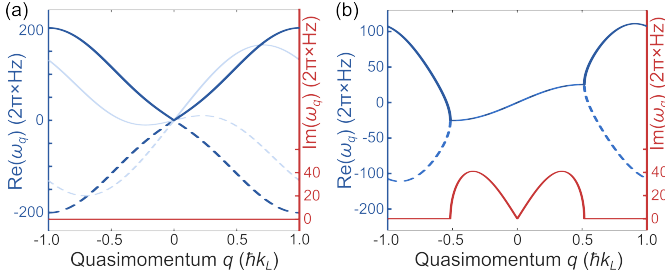 (a)
Re(ω_q) (2π×Hz)
200
0
-200
Im(ω_q) (2π×Hz)
40
20
0
-1.0 -0.5 0 0.5 1.0
Quasimomentum q (ħk_L)
(b)
Re(ω_q) (2π×Hz)
100
50
0
-50
-100
-200
Im(ω_q) (2π×Hz)
40
20
0
-1.0 -0.5 0 0.5 1.0
Quasimomentum q (ħk_L)